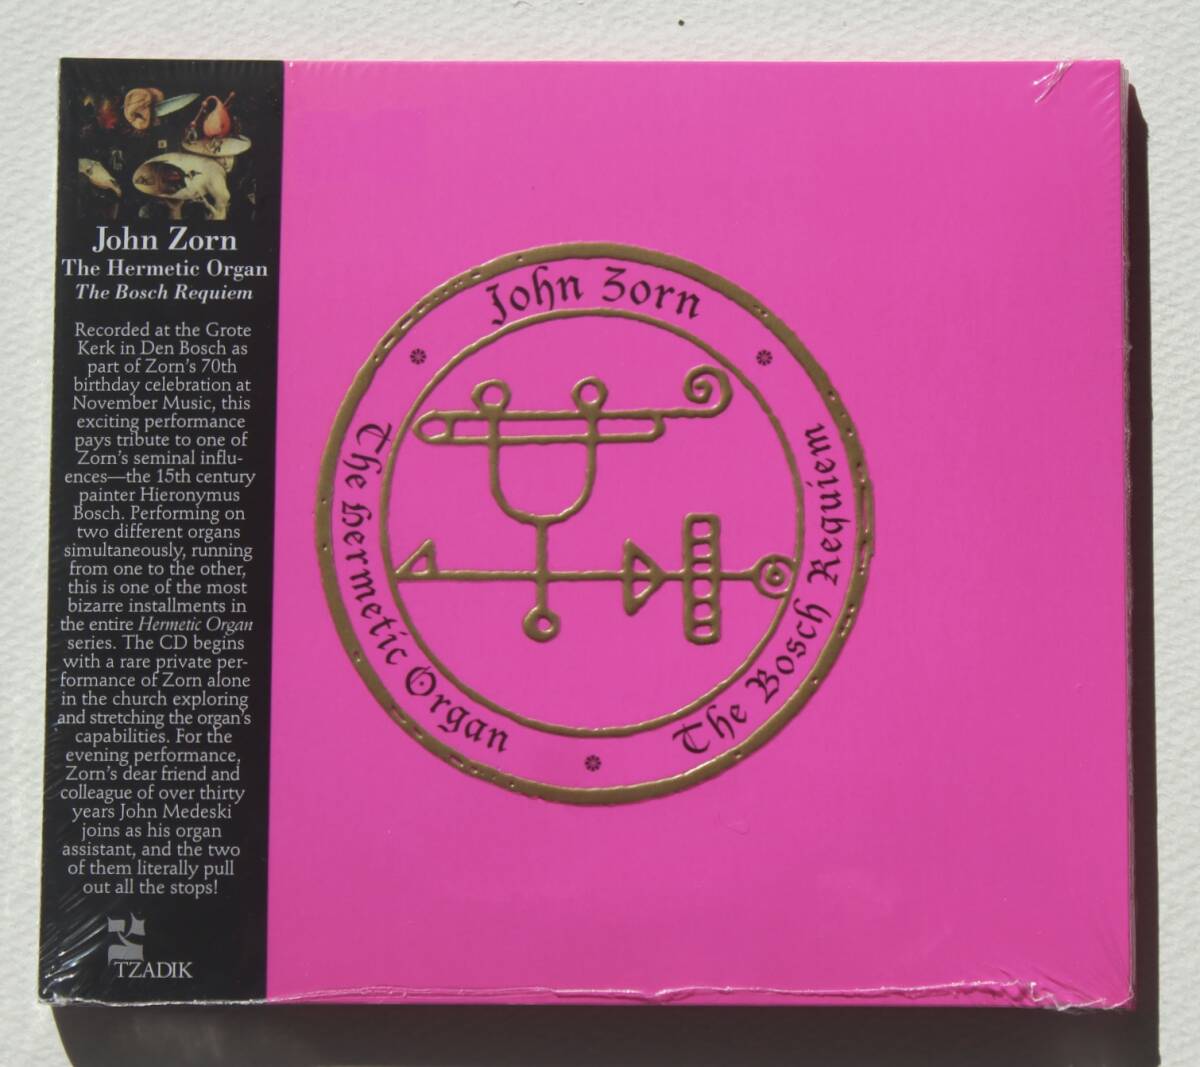 John Zorn
The Hermetic Organ
The Bosch Requiem
Recorded at the Grote
Kerk in Den Bosch as
part of Zorn's 70th
birthday celebration at
November Music, this
exciting performance
pays tribute to one of
Zorn's seminal influ-
ences—the 15th century
painter Hieronymus
Bosch. Performing on
two different organs
simultaneously, running
from one to the other,
this is one of the most
bizarre installments in
the entire Hermetic Organ
series. The CD begins
with a rare private per-
formance of Zorn alone
in the church exploring
and stretching the organ's
capabilities. For the
evening performance,
Zorn's dear friend and
colleague of over thirty
years John Medeski
joins as his organ
assistant, and the two
of them literally pull
out all the stops!
צ
TZADIK
John Zorn
The Hermetic Organ
The Bosch Requiem